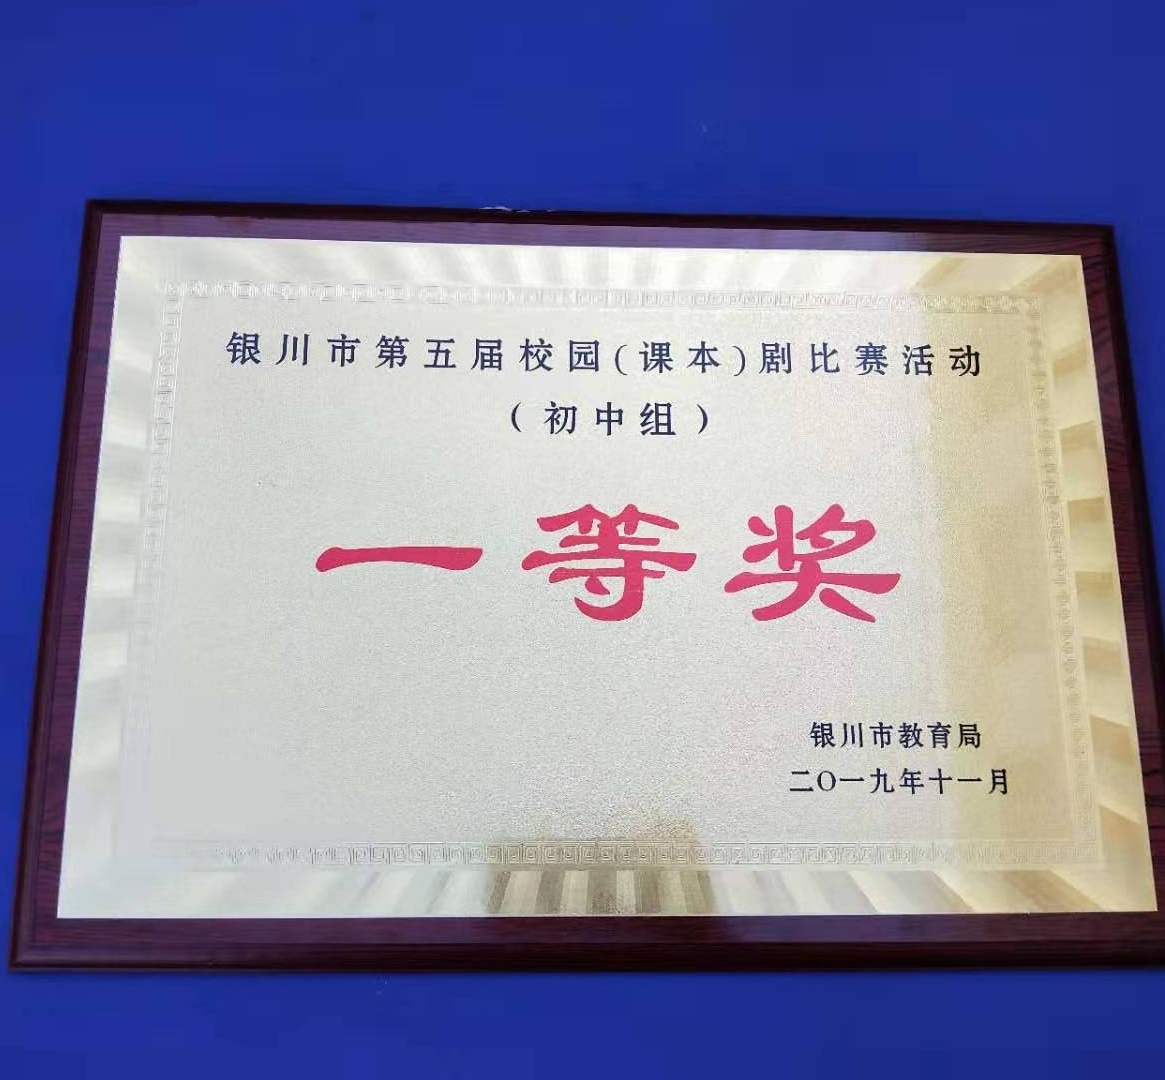 银川市第五届校园(课本)剧比赛活动
(初中组)
一等奖
银川市教育局
二〇一九年十一月